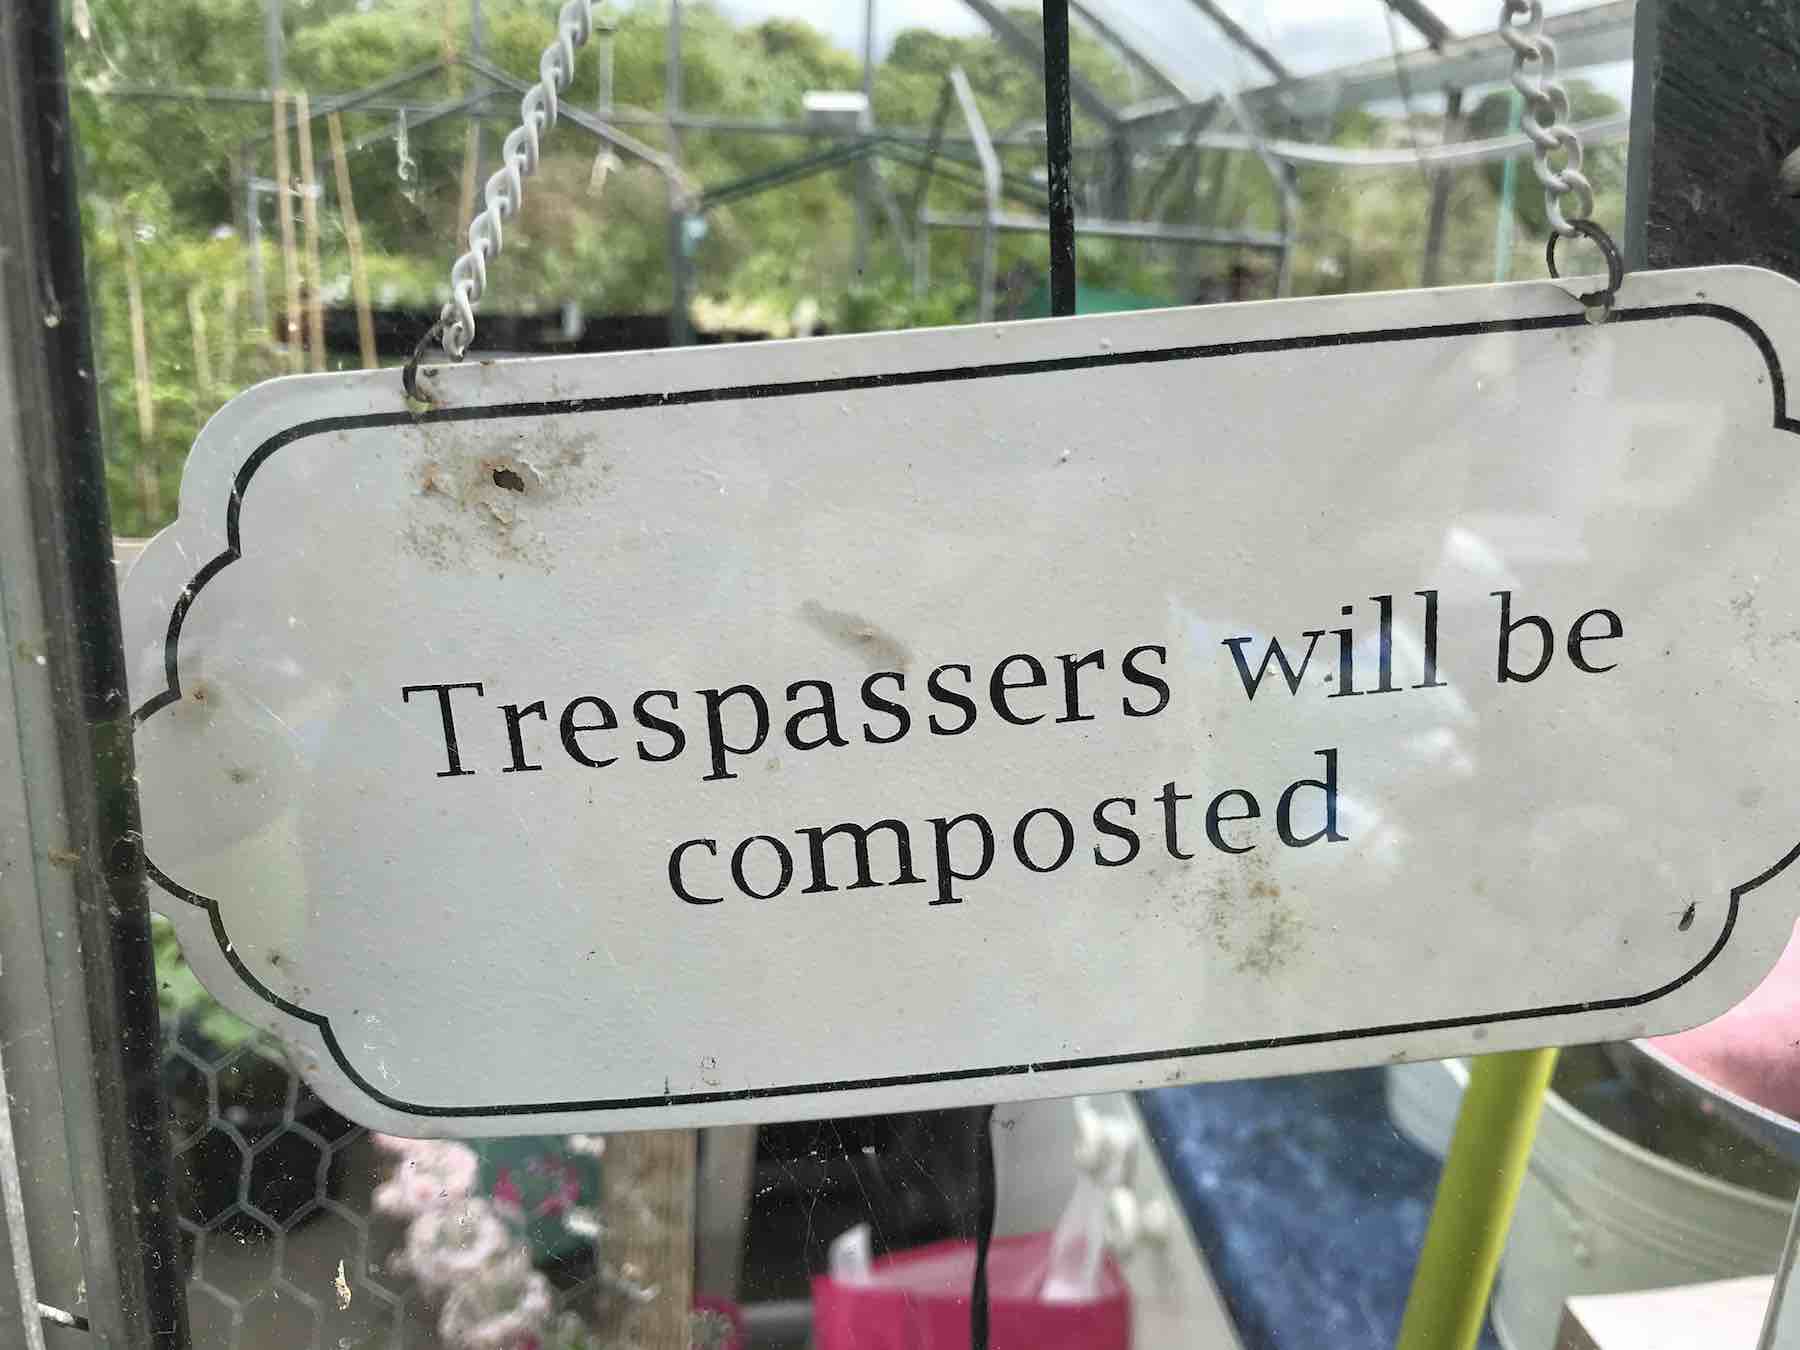 Trespassers will be
composted